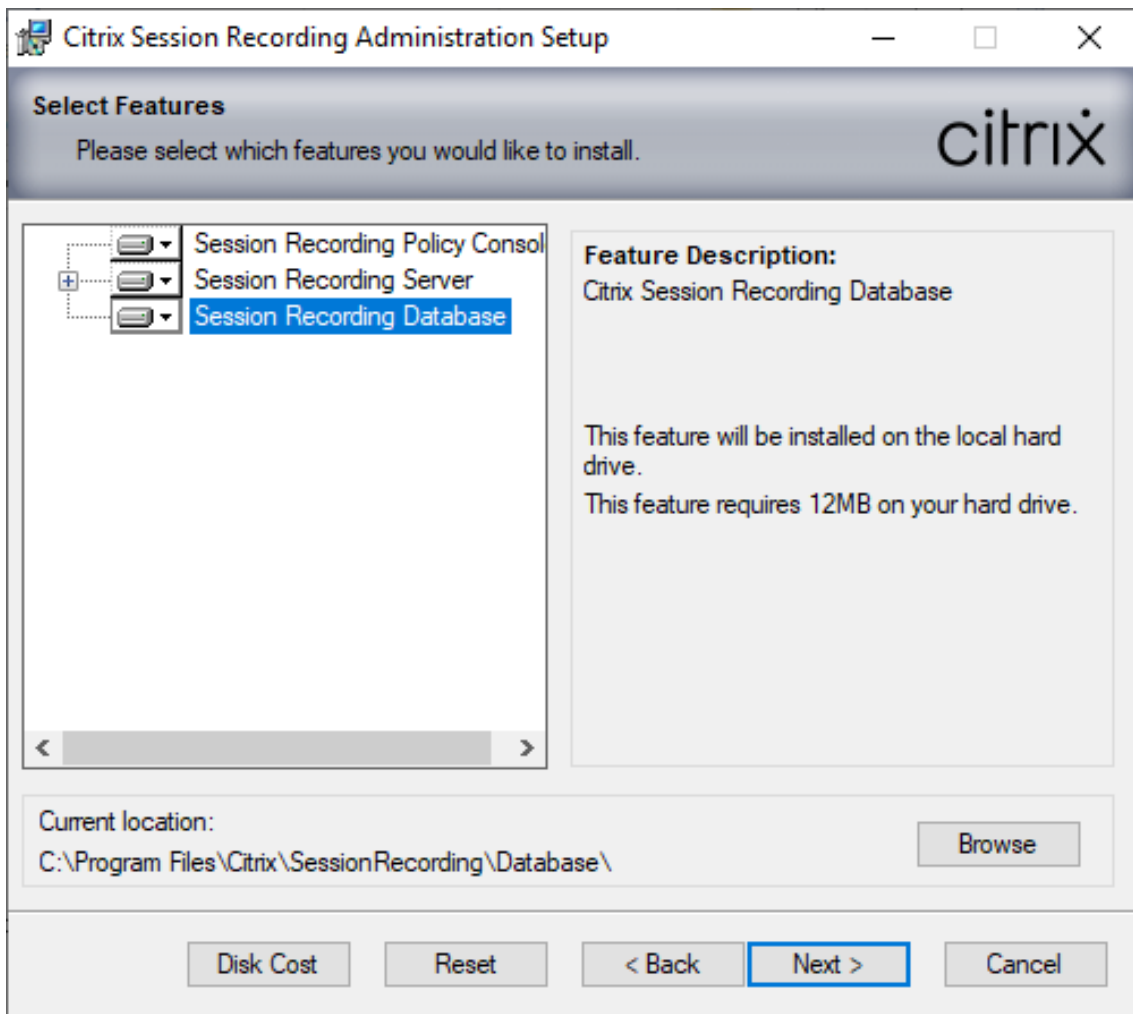 Citrix Session Recording Administration Setup
Select Features
Please select which features you would like to install.
citrix
Session Recording Policy Consol
Session Recording Server
Session Recording Database
Feature Description:
Citrix Session Recording Database
This feature will be installed on the local hard
drive.
This feature requires 12MB on your hard drive.
Current location:
C:\Program Files\Citrix\SessionRecording\Database\
Browse
Disk Cost
Reset
< Back
Next >
Cancel